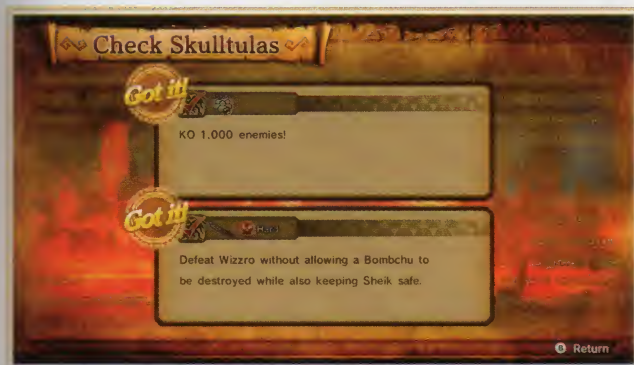 Check Skulltulas
Got it!
KO 1,000 enemies!
Got it!
Hard
Defeat Wizzro without allowing a Bombchu to
be destroyed while also keeping Sheik safe.
B Return